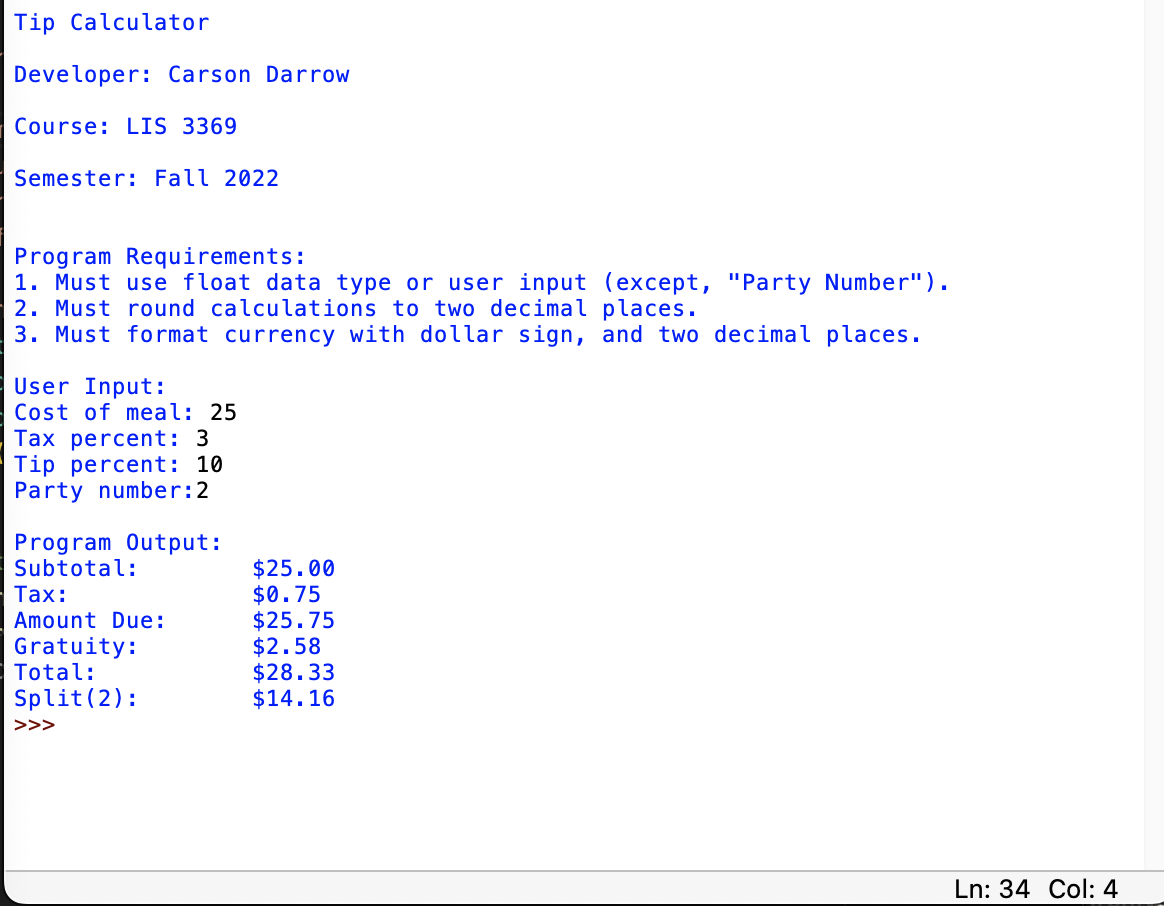 Tip Calculator
Developer: Carson Darrow
Course: LIS 3369
Semester: Fall 2022
Program Requirements:
1. Must use float data type or user input (except, "Party Number").
2. Must round calculations to two decimal places.
3. Must format currency with dollar sign, and two decimal places.
User Input:
Cost of meal: 25
Tax percent: 3
Tip percent: 10
Party number:2
Program Output:
Subtotal: $25.00
Tax: $0.75
Amount Due: $25.75
Gratuity: $2.58
Total: $28.33
Split(2): $14.16
>>>
Ln: 34 Col: 4